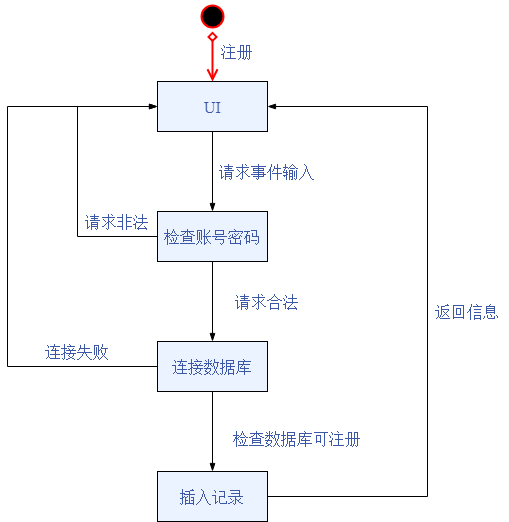 注册
UI
请求事件输入
请求非法
检查账号密码
请求合法
返回信息
连接失败
连接数据库
检查数据库可注册
插入记录